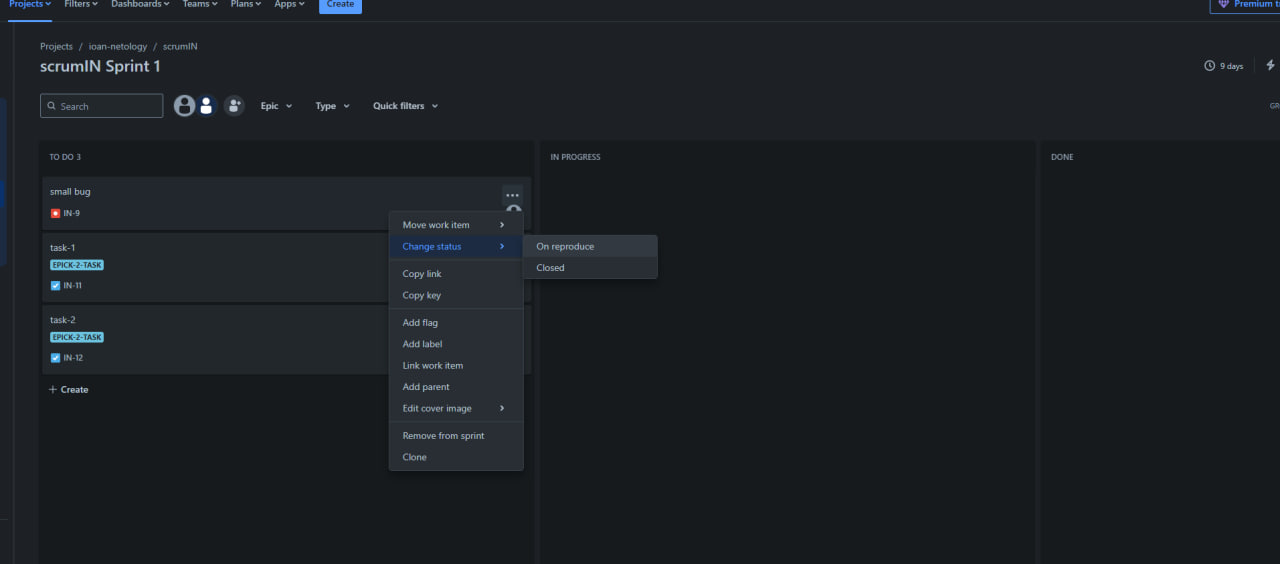 Projects Filters Dashboards Teams Plans Apps Create Premium
Projects / ioan-netology / scrumIN
scrumIN Sprint 1
9 days
Search Epic Type Quick filters
TO DO 3 IN PROGRESS DONE
small bug
IN-9
Move work item
task-1
Change status
On reproduce
EPICK-2-TASK
Closed
Copy link
IN-11
Copy key
task-2
Add flag
EPICK-2-TASK
Add label
IN-12
Link work item
Create
Add parent
Edit cover image
Remove from sprint
Clone